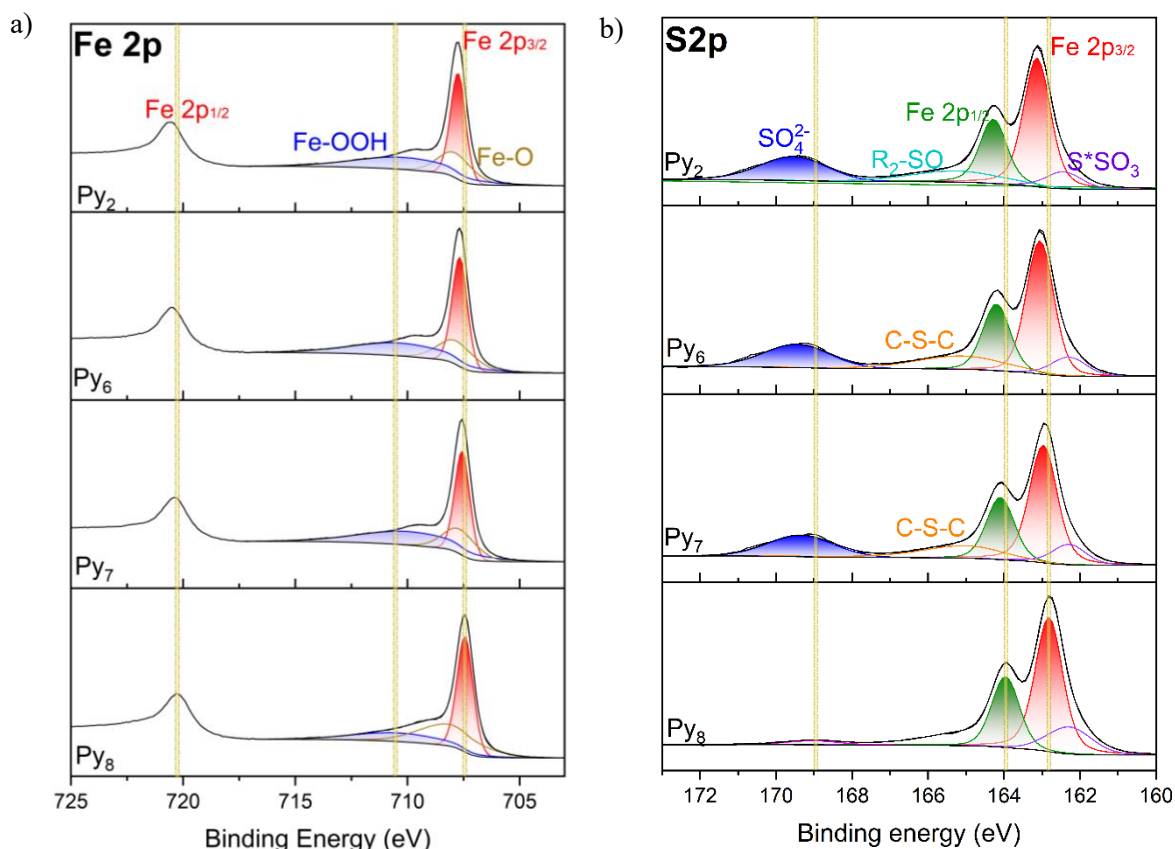 a)
Fe 2p
Fe 2p3/2
Fe 2p1/2
Fe-OOH
Fe-O
Py2
Py6
Py7
Py8
725 720 715 710 705
Binding Energy (eV)
b)
S2p
Fe 2p3/2
Fe 2p1/2
SO4 2-
R2-SO
S*SO3
Py2
C-S-C
Py6
C-S-C
Py7
Py8
172 170 168 166 164 162 160
Binding energy (eV)